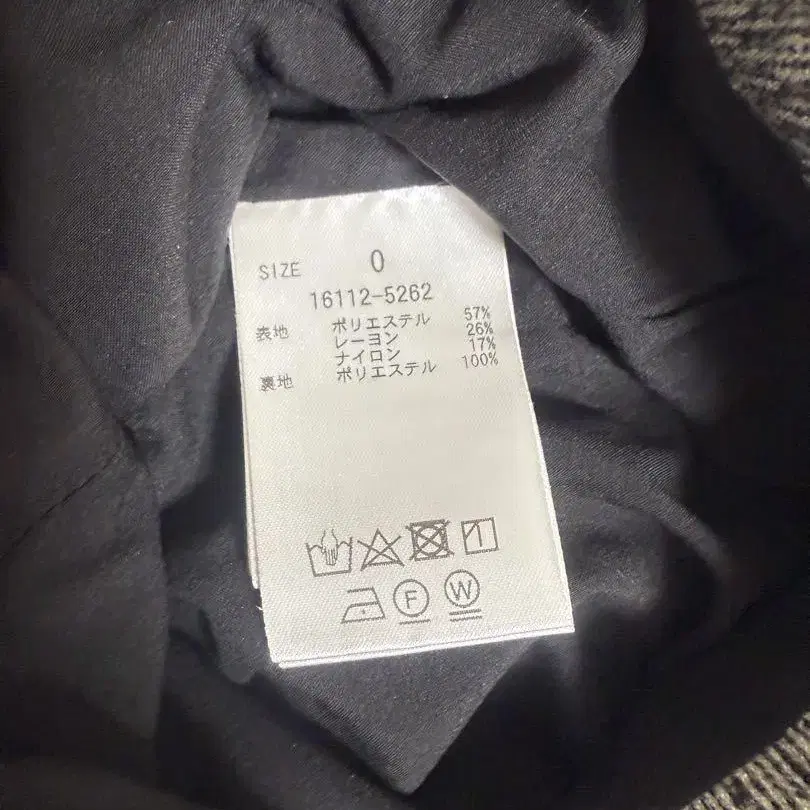 SIZE 0
16112-5262
表地 ポリエステル 57%
レーヨン 26%
ナイロン 17%
裏地 ポリエステル 100%
F W